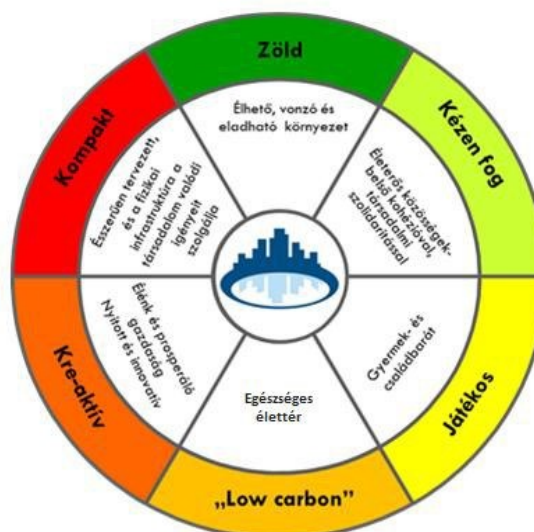 Zöld
Élhető, vonzó és
eladható környezet
Kézen fog
Életerős közösségek-
belső kohézióval,
társadalmi
szolidaritással
Játékos
Gyermek- és
családbarát
„Low carbon”
Egészséges
élettér
Kre-aktív
Élénk és prosperáló
gazdaság
Nyitott és innovatív
Kompakt
Ésszerűen tervezett,
és a fizikai
infrastruktúra a
társadalom valódi
igényeit
szolgálja